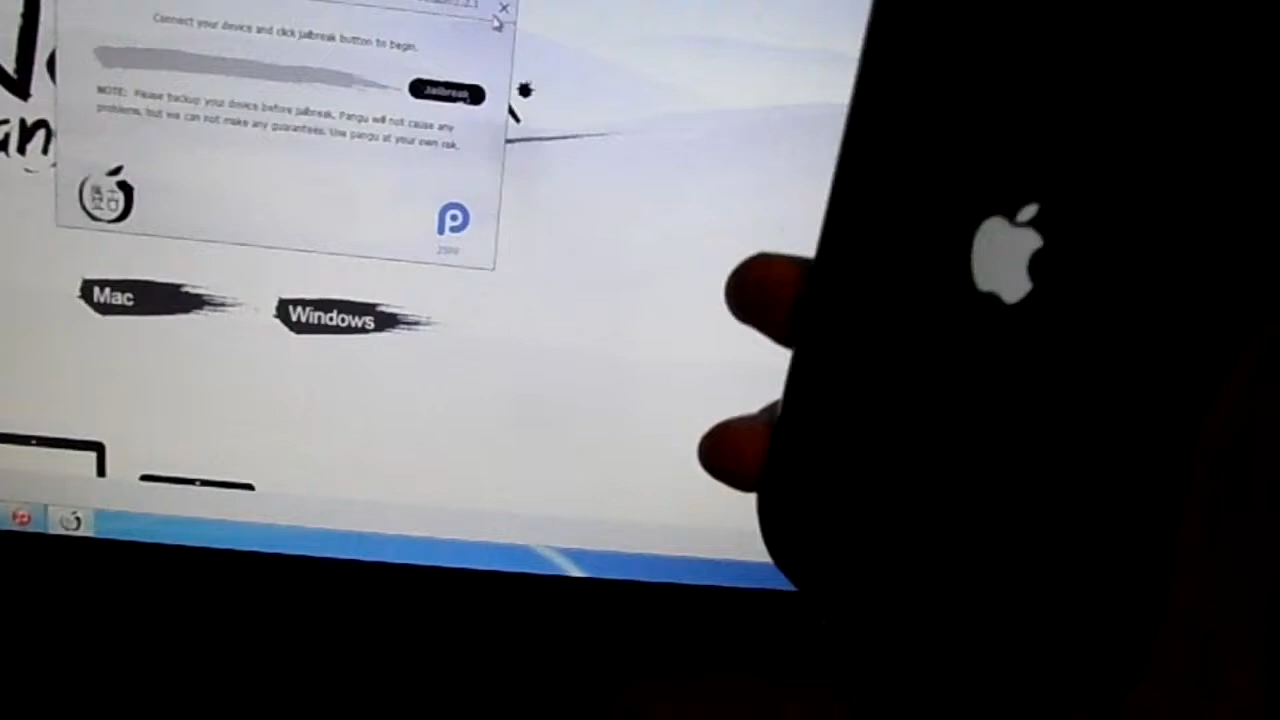 Connect your device and click jailbreak button to begin.
Jailbreak
NOTE: Please backup your device before jailbreak. Pangu will not cause any
problems, but we can not make any guarantees. Use pangu at your own risk.
盘古
Mac
Windows